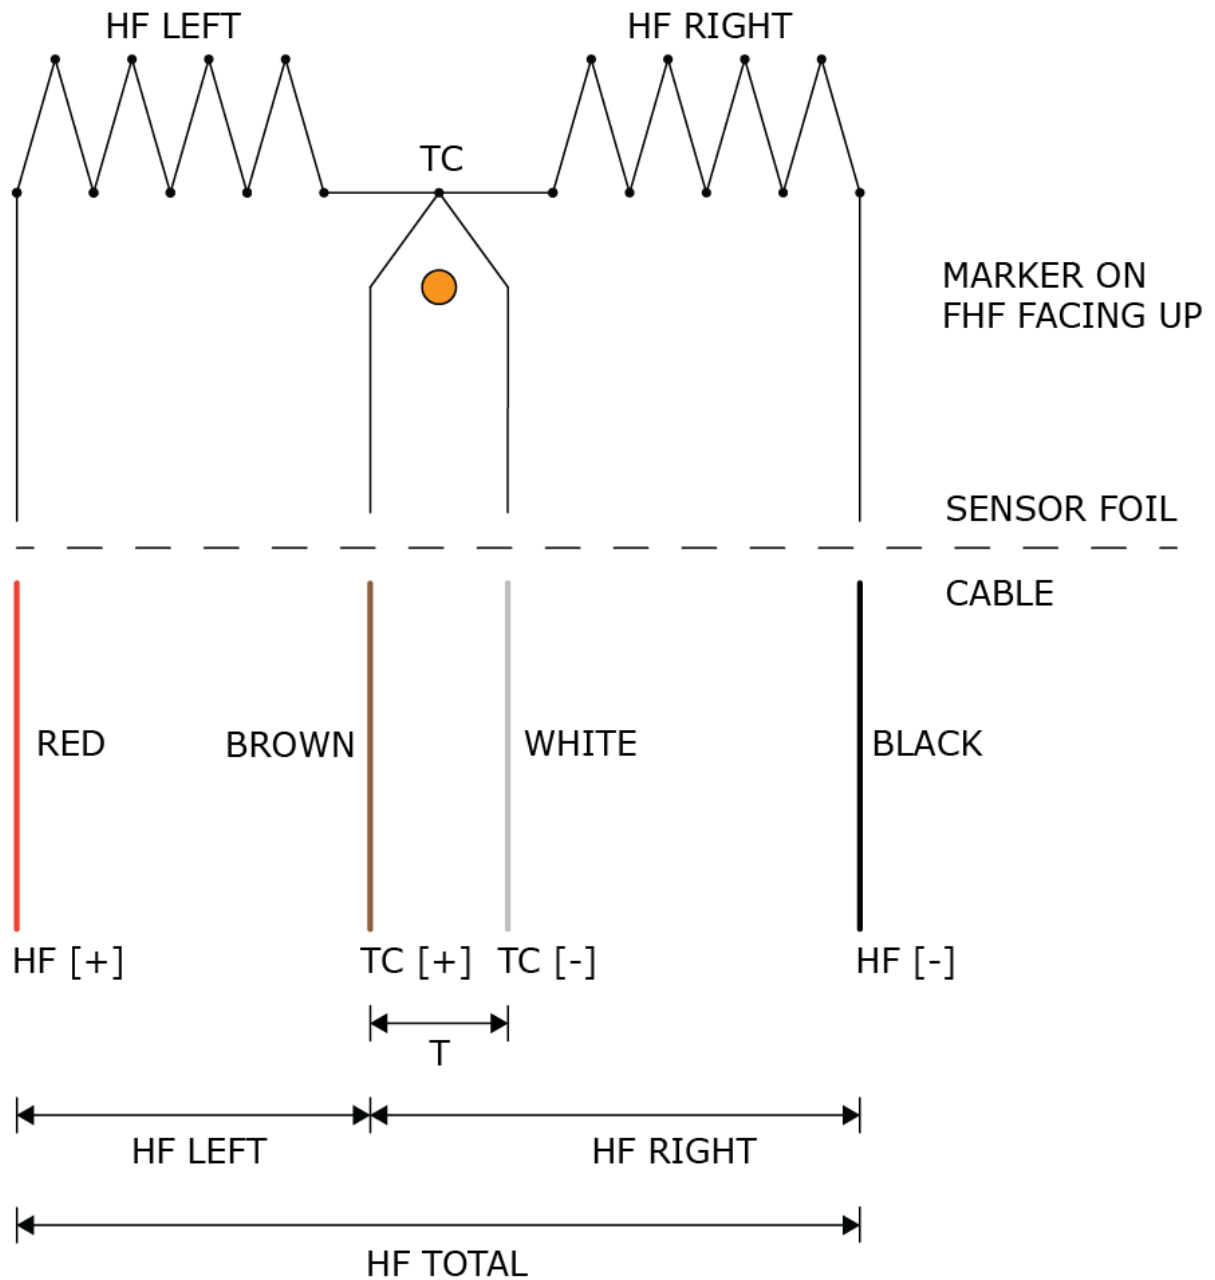 HF LEFT
HF RIGHT
TC
MARKER ON
FHF FACING UP
SENSOR FOIL
CABLE
RED
BROWN
WHITE
BLACK
HF [+]
TC [+]
TC [-]
HF [-]
T
HF LEFT
HF RIGHT
HF TOTAL